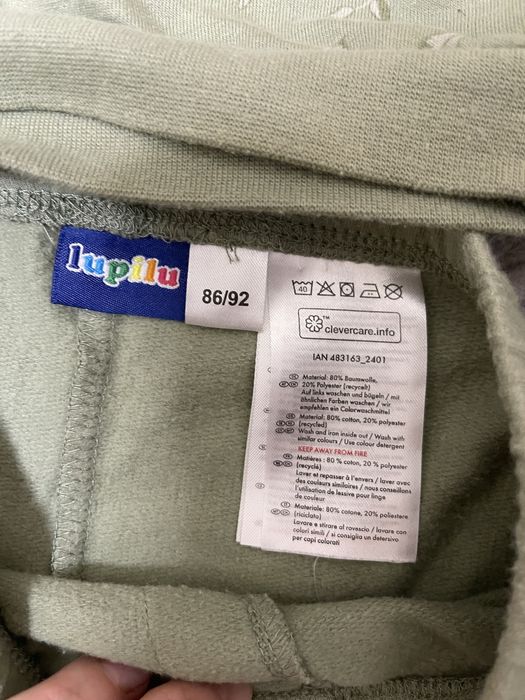 lupilu
86/92
40
clevercare.info
TM
IAN 483163_2401
Material: 80% Baumwolle,
20% Polyester (recycelt)
Auf links waschen und bügeln / mit
ähnlichen Farben waschen / wir
empfehlen ein Colorwaschmittel
Material: 80% cotton, 20% polyester
(recycled)
Wash and iron inside out / Wash with
similar colours / Use colour detergent
KEEP AWAY FROM FIRE
Matières: 80 % coton, 20 % polyester
(recyclé)
Laver et repasser à l'envers / laver avec
des couleurs similaires / nous conseillons
l'utilisation de lessive pour linge
de couleur
Materiale: 80% cotone, 20% poliestere
(riciclato)
Lavare e stirare al rovescio / lavare con
colori simili / si consiglia un detersivo
per capi colorati